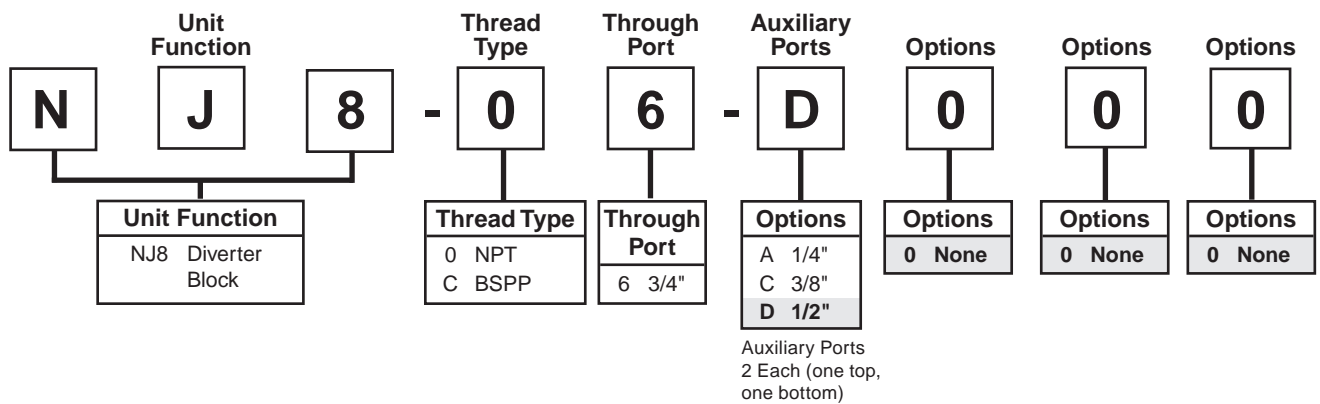 Unit
Function
Thread
Type
Through
Port
Auxiliary
Ports
Options
Options
Options
N J 8 - 0 6 - D 0 0 0
Unit Function
NJ8 Diverter
Block
Thread Type
0 NPT
C BSPP
Through
Port
6 3/4"
Options
A 1/4"
C 3/8"
D 1/2"
Auxiliary Ports
2 Each (one top,
one bottom)
Options
0 None
Options
0 None
Options
0 None